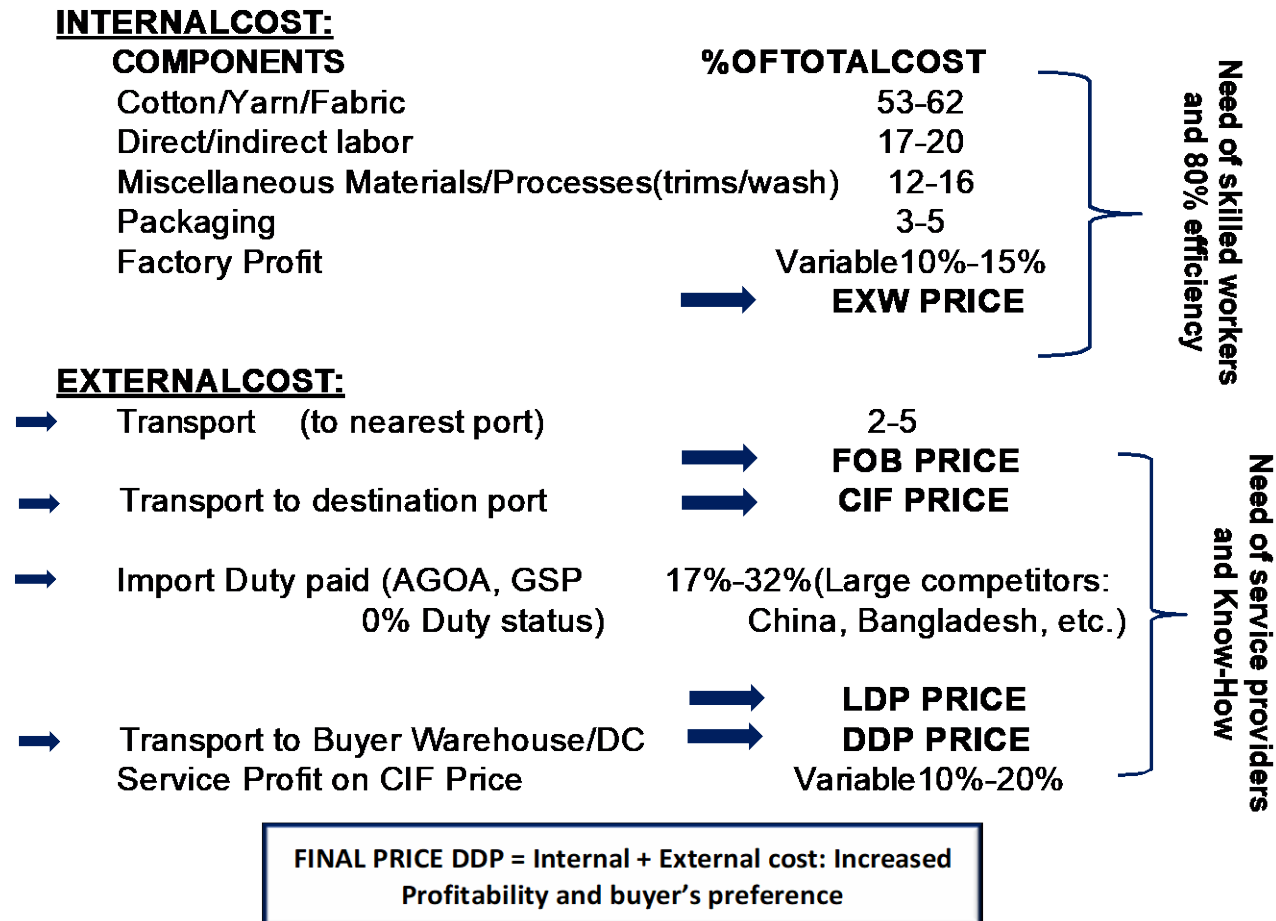 INTERNALCOST:
COMPONENTS %OFTOTALCOST
Cotton/Yarn/Fabric 53-62
Direct/indirect labor 17-20
Miscellaneous Materials/Processes(trims/wash) 12-16
Packaging 3-5
Factory Profit Variable10%-15%
EXW PRICE
Need of skilled workers
and 80% efficiency
EXTERNALCOST:
Transport (to nearest port) 2-5
FOB PRICE
Transport to destination port CIF PRICE
Import Duty paid (AGOA, GSP 17%-32%(Large competitors:
0% Duty status) China, Bangladesh, etc.)
LDP PRICE
Transport to Buyer Warehouse/DC DDP PRICE
Service Profit on CIF Price Variable10%-20%
Need of service providers
and Know-How
FINAL PRICE DDP = Internal + External cost: Increased
Profitability and buyer’s preference